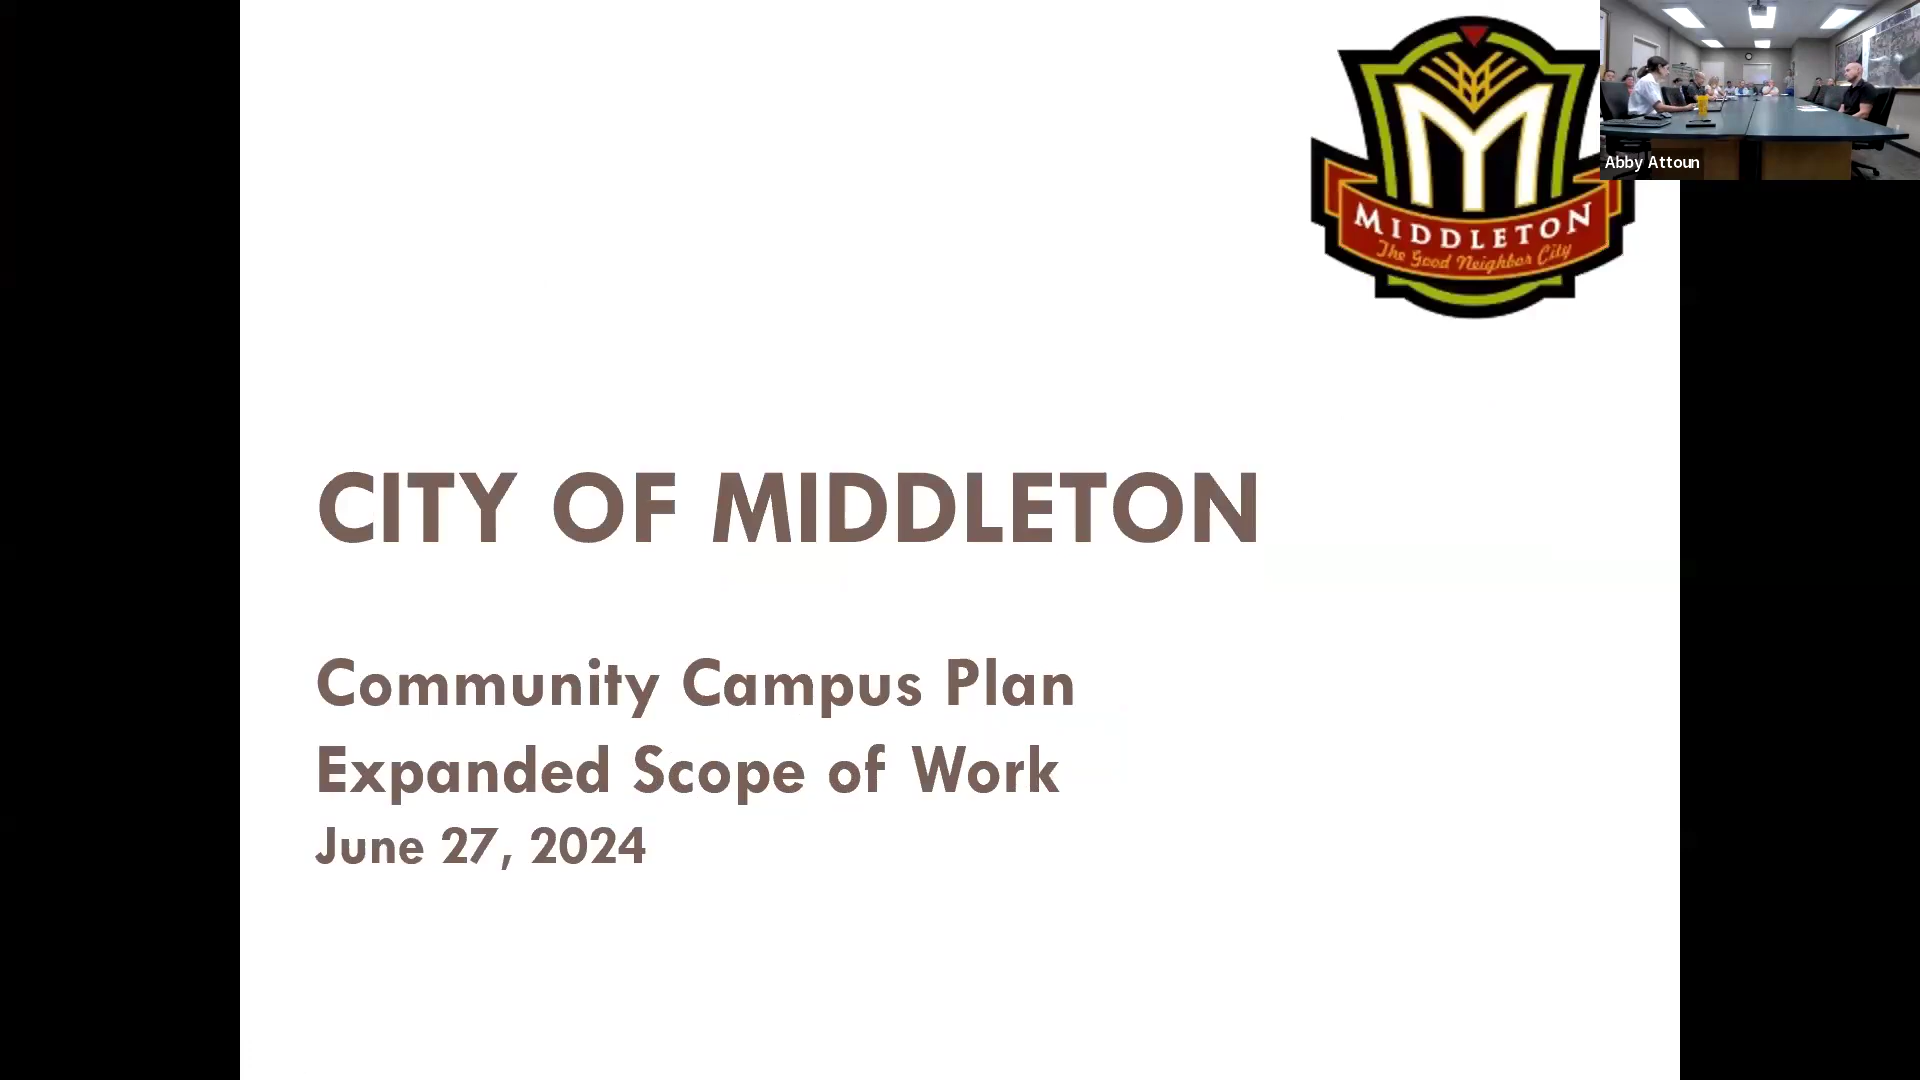 MIDDLETON
The Good Neighbor City
Abby Attoun
CITY OF MIDDLETON
Community Campus Plan
Expanded Scope of Work
June 27, 2024